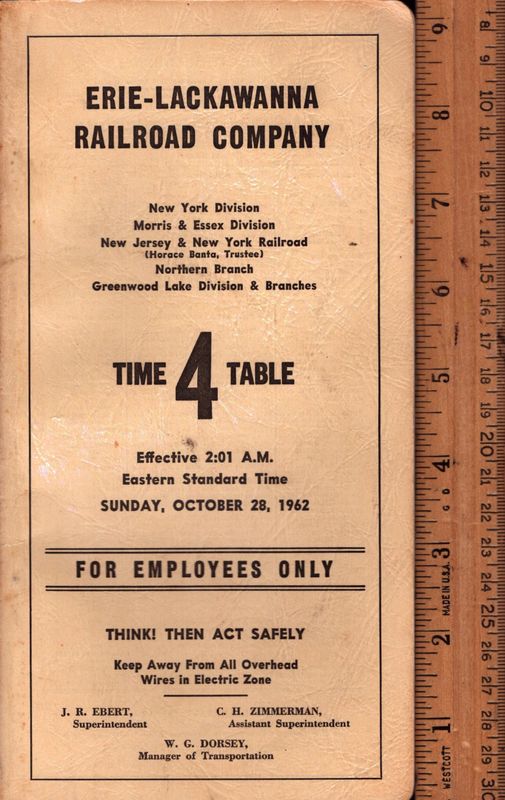 ERIE-LACKAWANNA
RAILROAD COMPANY
New York Division
Morris & Essex Division
New Jersey & New York Railroad
(Horace Banta, Trustee)
Northern Branch
Greenwood Lake Division & Branches
TIME 4 TABLE
Effective 2:01 A.M.
Eastern Standard Time
SUNDAY, OCTOBER 28, 1962
FOR EMPLOYEES ONLY
THINK! THEN ACT SAFELY
Keep Away From All Overhead
Wires in Electric Zone
J. R. EBERT,
Superintendent
C. H. ZIMMERMAN,
Assistant Superintendent
W. G. DORSEY,
Manager of Transportation
9
8
7
6
5
4
3
2
1
MADE IN U.S.A.
WESTCOTT
8
9
10
11
12
13
14
15
16
17
18
19
20
21
22
23
24
25
26
27
28
29
30